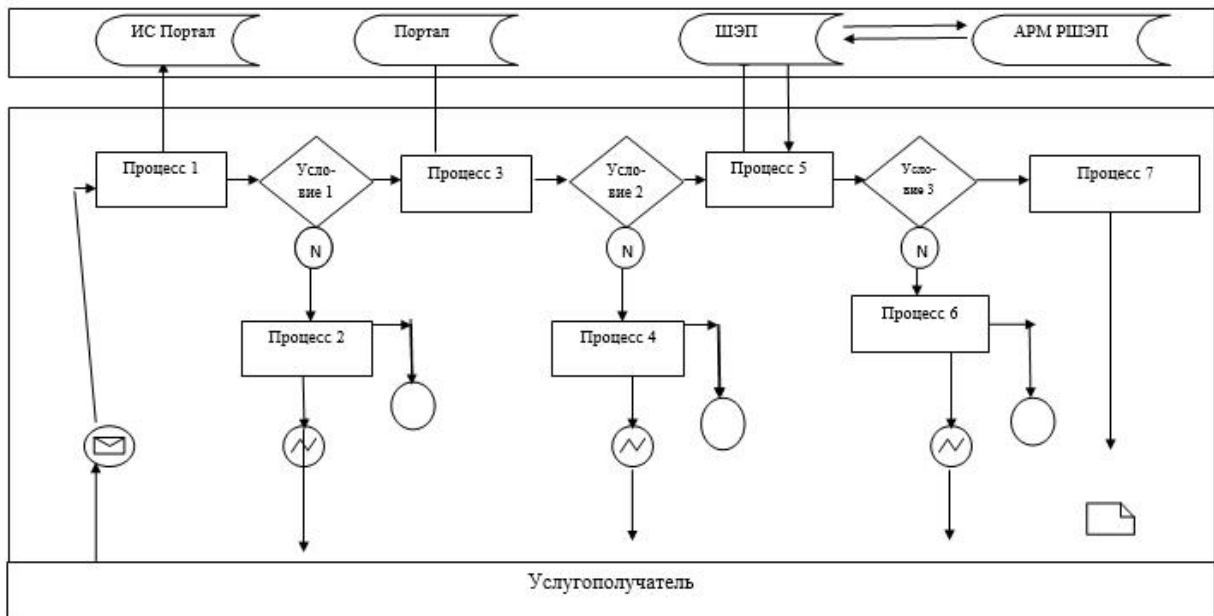 ИС Портал
Портал
ШЭП
АРМ РШЭП
Процесс 1
Усло-
вие 1
Процесс 3
Усло-
вие 2
Процесс 5
Усло-
вие 3
Процесс 7
N
N
N
Процесс 2
Процесс 4
Процесс 6
Услугополучатель